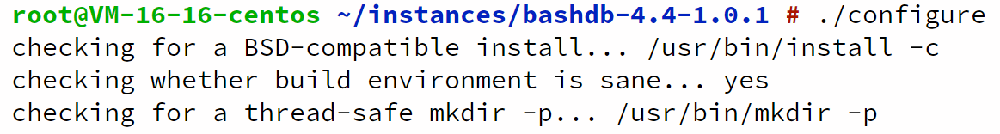 root@VM-16-16-centos ~/instances/bashdb-4.4-1.0.1 # ./configure
checking for a BSD-compatible install... /usr/bin/install -c
checking whether build environment is sane... yes
checking for a thread-safe mkdir -p... /usr/bin/mkdir -p